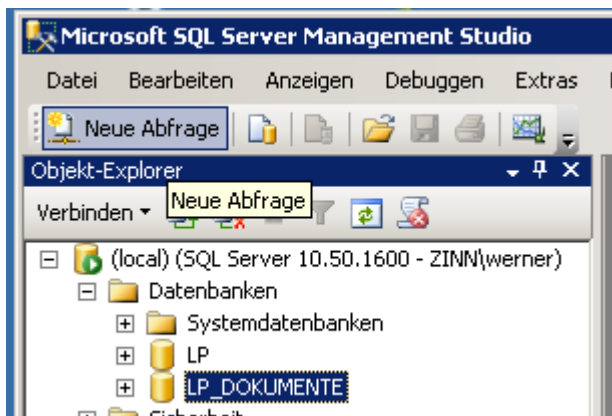 Microsoft SQL Server Management Studio
Datei Bearbeiten Anzeigen Debuggen Extras
Neue Abfrage
Objekt-Explorer
Neue Abfrage
Verbinden
(local) (SQL Server 10.50.1600 - ZINN\werner)
Datenbanken
Systemdatenbanken
LP
LP_DOKUMENTE
Sicherheit